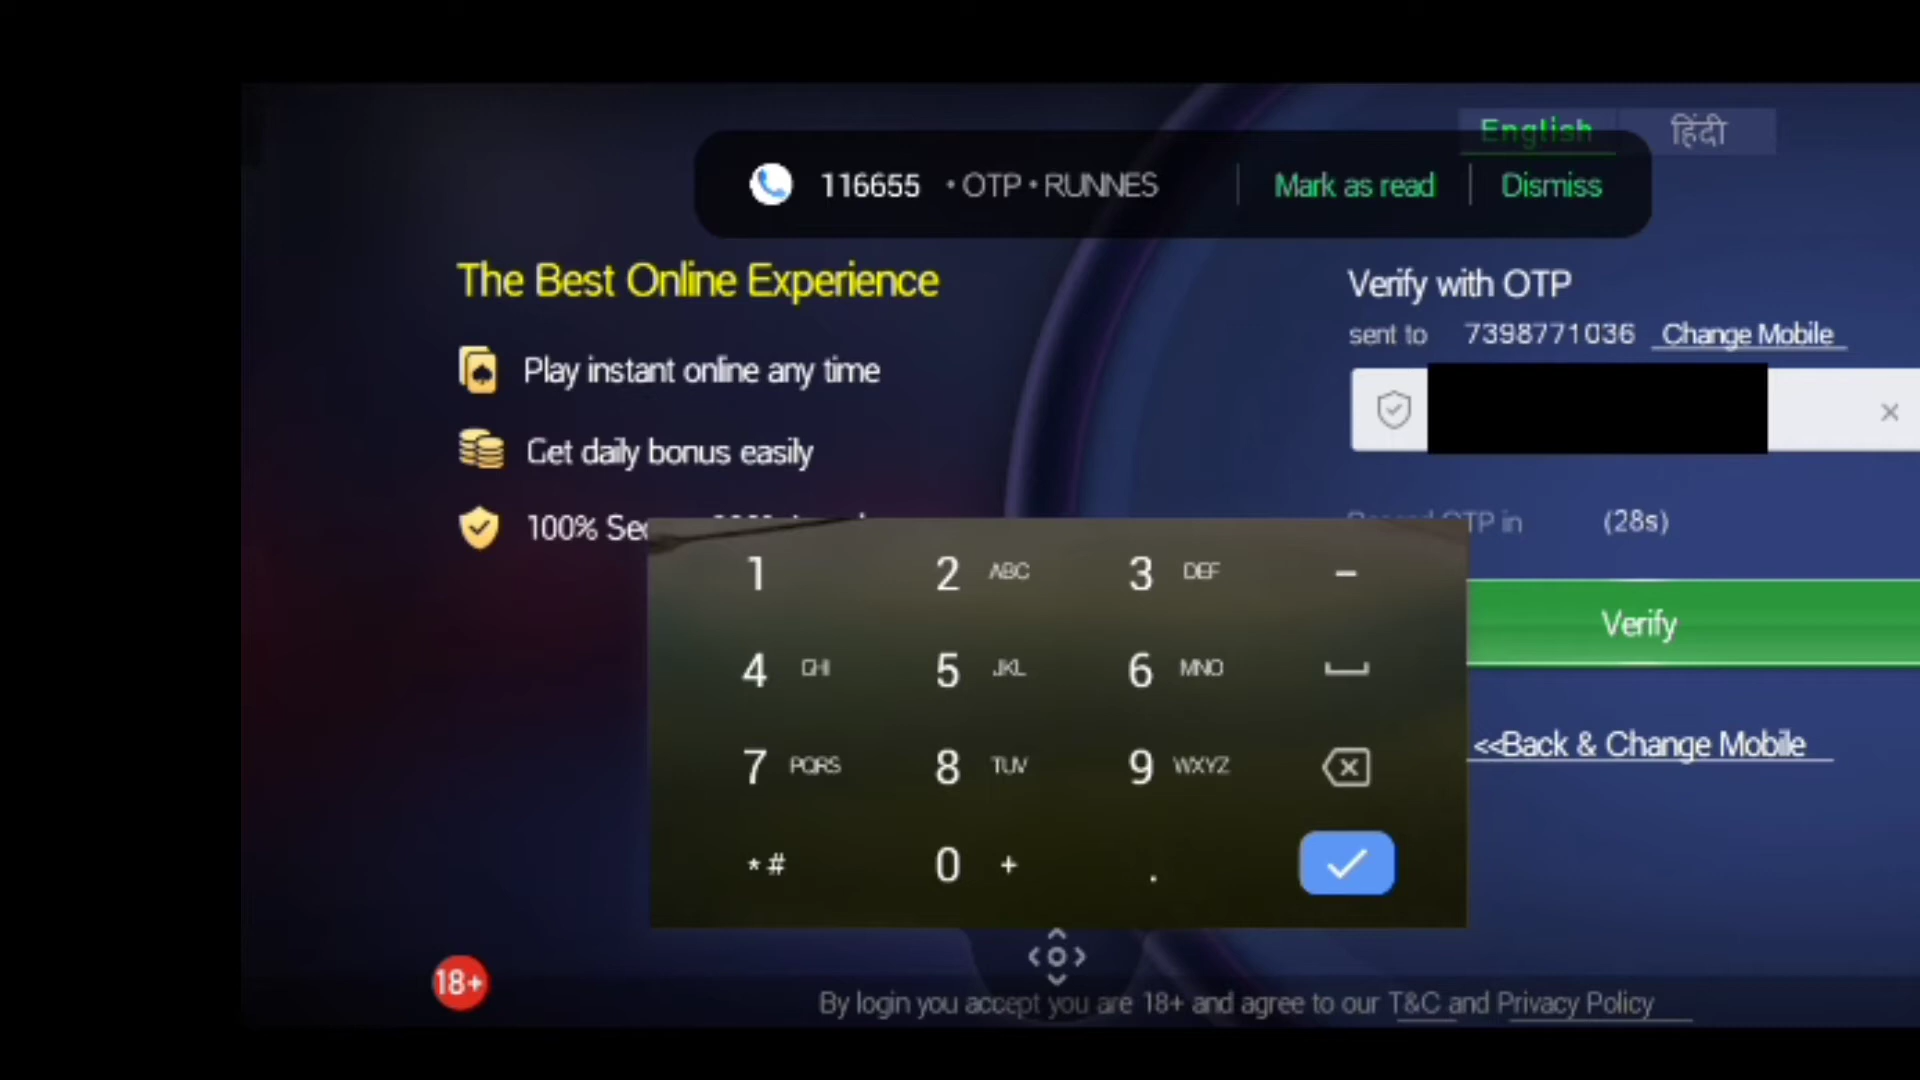 English हिंदी
116655 • OTP • RUNNES Mark as read Dismiss
The Best Online Experience
Play instant online any time
Get daily bonus easily
100%
Verify with OTP
sent to 7398771036 Change Mobile
OTP in (28s)
Verify
<<Back & Change Mobile
1 2 ABC 3 DEF -
4 GHI 5 JKL 6 MNO
7 PQRS 8 TUV 9 WXYZ
*# 0 + .
18+
By login you accept you are 18+ and agree to our T&C and Privacy Policy